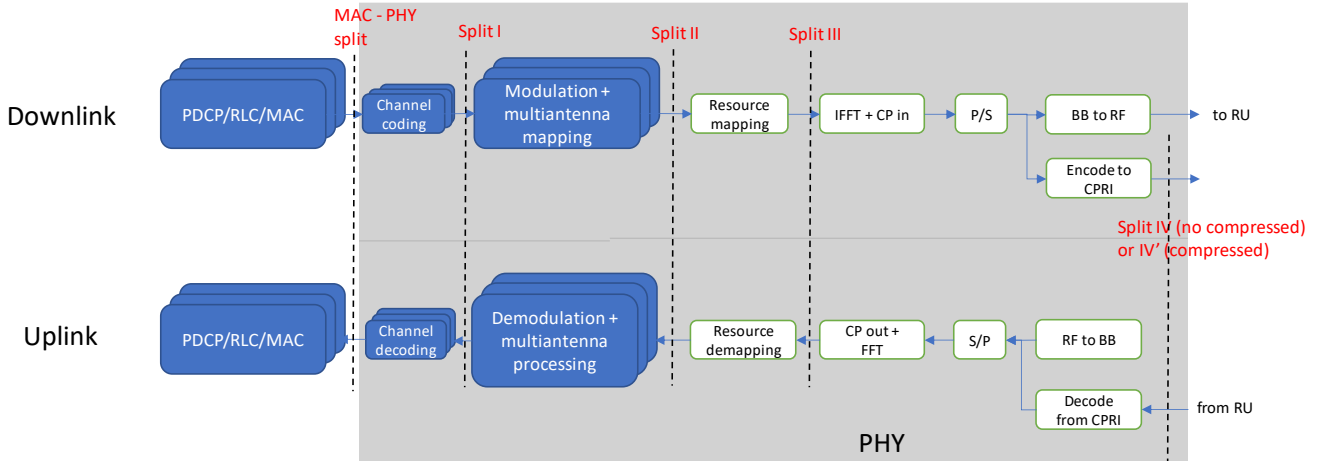 MAC - PHY
split
Split I
Split II
Split III
Downlink
PDCP/RLC/MAC
Channel
coding
Modulation +
multiantenna
mapping
Resource
mapping
IFFT + CP in
P/S
BB to RF
to RU
Encode to
CPRI
Split IV (no compressed)
or IV' (compressed)
Uplink
PDCP/RLC/MAC
Channel
decoding
Demodulation +
multiantenna
processing
Resource
demapping
CP out +
FFT
S/P
RF to BB
Decode
from CPRI
from RU
PHY